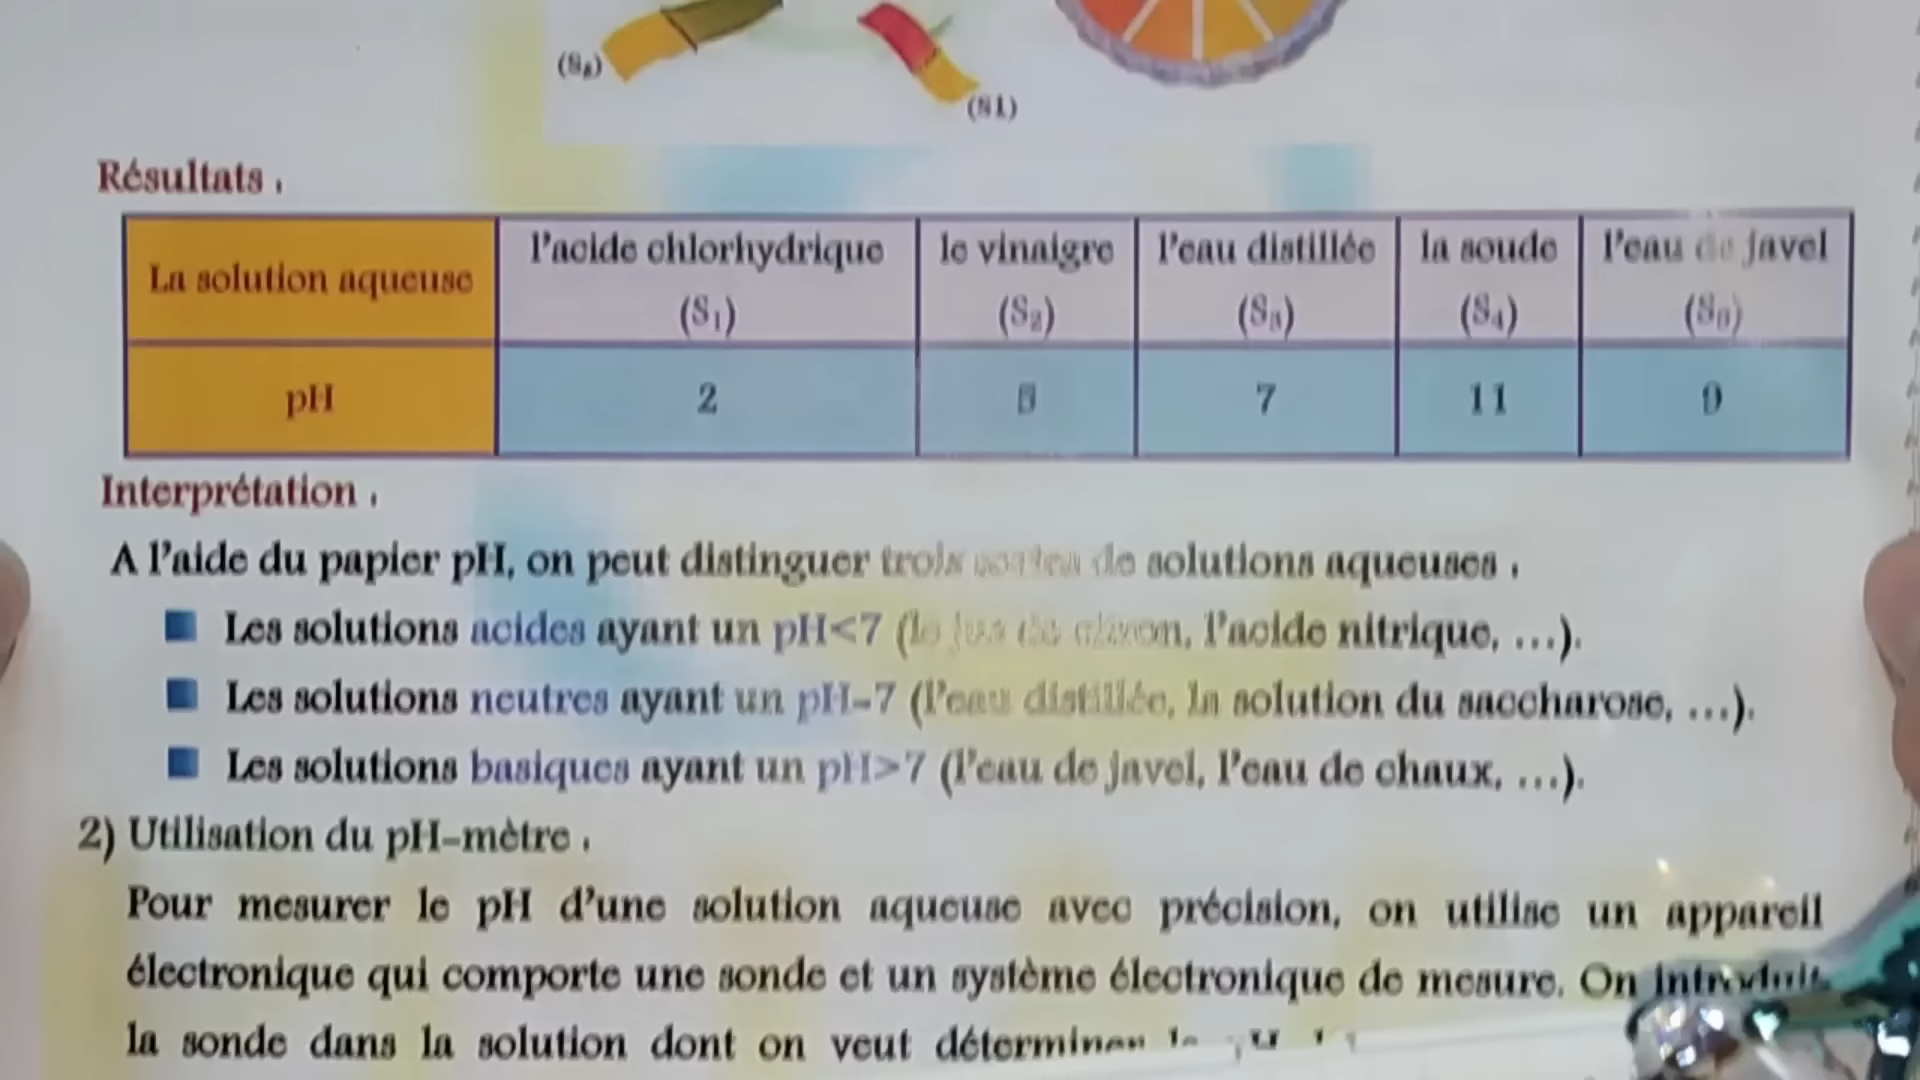 (S1)
Résultats :
La solution aqueuse
l'acide chlorhydrique (S₁)
le vinaigre (S₂)
l'eau distillée (S₃)
la soude (S₄)
l'eau de javel
pH
2
5
7
11
9
Interprétation :
A l'aide du papier pH, on peut distinguer trois sortes de solutions aqueuses :
Les solutions acides ayant un pH<7 (le jus de citron, l'acide nitrique, ...).
Les solutions neutres ayant un pH=7 (l'eau distillée, la solution du saccharose, ...).
Les solutions basiques ayant un pH>7 (l'eau de javel, l'eau de chaux, ...).
2) Utilisation du pH-mètre :
Pour mesurer le pH d'une solution aqueuse avec précision, on utilise un appareil
électronique qui comporte une sonde et un système électronique de mesure. On introduit
la sonde dans la solution dont on veut déterminer le pH